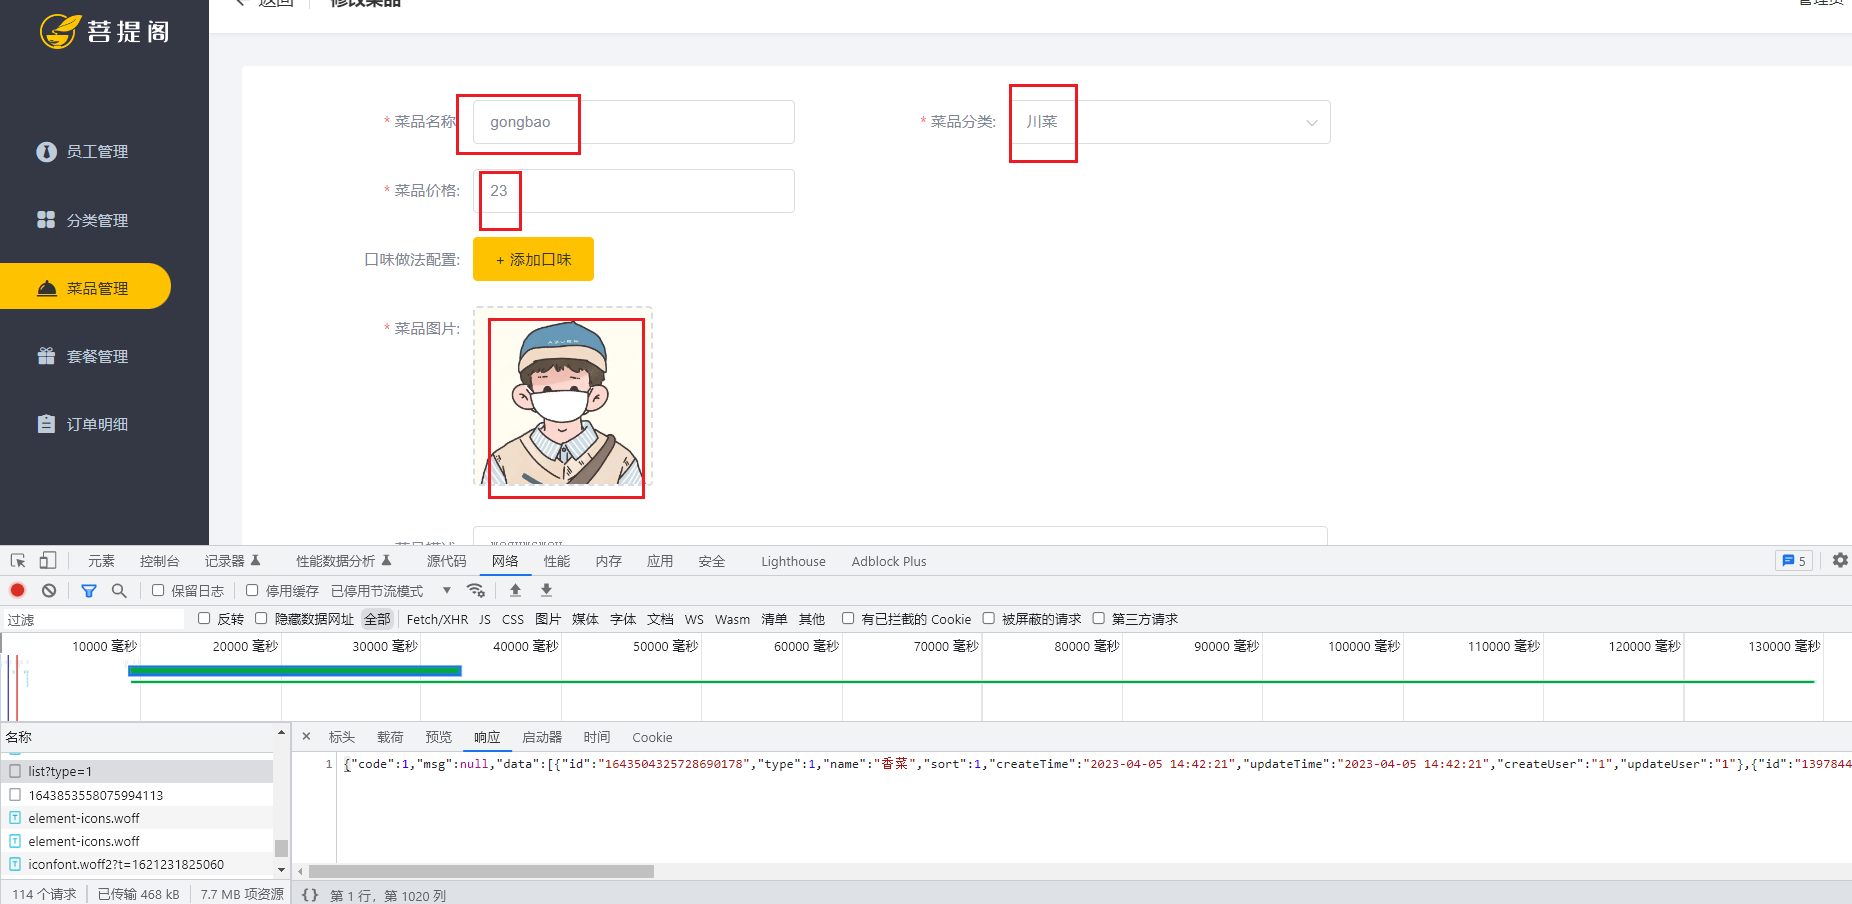 菩提阁
返回
修改菜品
管理员
员工管理
分类管理
菜品管理
套餐管理
订单明细
* 菜品名称
gongbao
* 菜品分类:
川菜
* 菜品价格:
23
口味做法配置:
+ 添加口味
* 菜品图片:
元素
控制台
记录器
性能数据分析
源代码
网络
性能
内存
应用
安全
Lighthouse
Adblock Plus
5
保留日志
停用缓存
已停用节流模式
过滤
反转
隐藏数据网址
全部
Fetch/XHR
JS
CSS
图片
媒体
字体
文档
WS
Wasm
清单
其他
有已拦截的 Cookie
被屏蔽的请求
第三方请求
10000 毫秒
20000 毫秒
30000 毫秒
40000 毫秒
50000 毫秒
60000 毫秒
70000 毫秒
80000 毫秒
90000 毫秒
100000 毫秒
110000 毫秒
120000 毫秒
130000 毫秒
名称
× 标头
载荷
预览
响应
启动器
时间
Cookie
list?type=1
1643853558075994113
element-icons.woff
element-icons.woff
iconfont.woff2?t=1621231825060
1
{"code":1,"msg":null,"data":[{"id":"1643504325728690178","type":1,"name":"香菜","sort":1,"createTime":"2023-04-05 14:42:21","updateTime":"2023-04-05 14:42:21","createUser":"1","updateUser":"1"},{"id":"1397844
114 个请求
已传输 468 kB
7.7 MB 项资源
{ } 第 1 行，第 1020 列